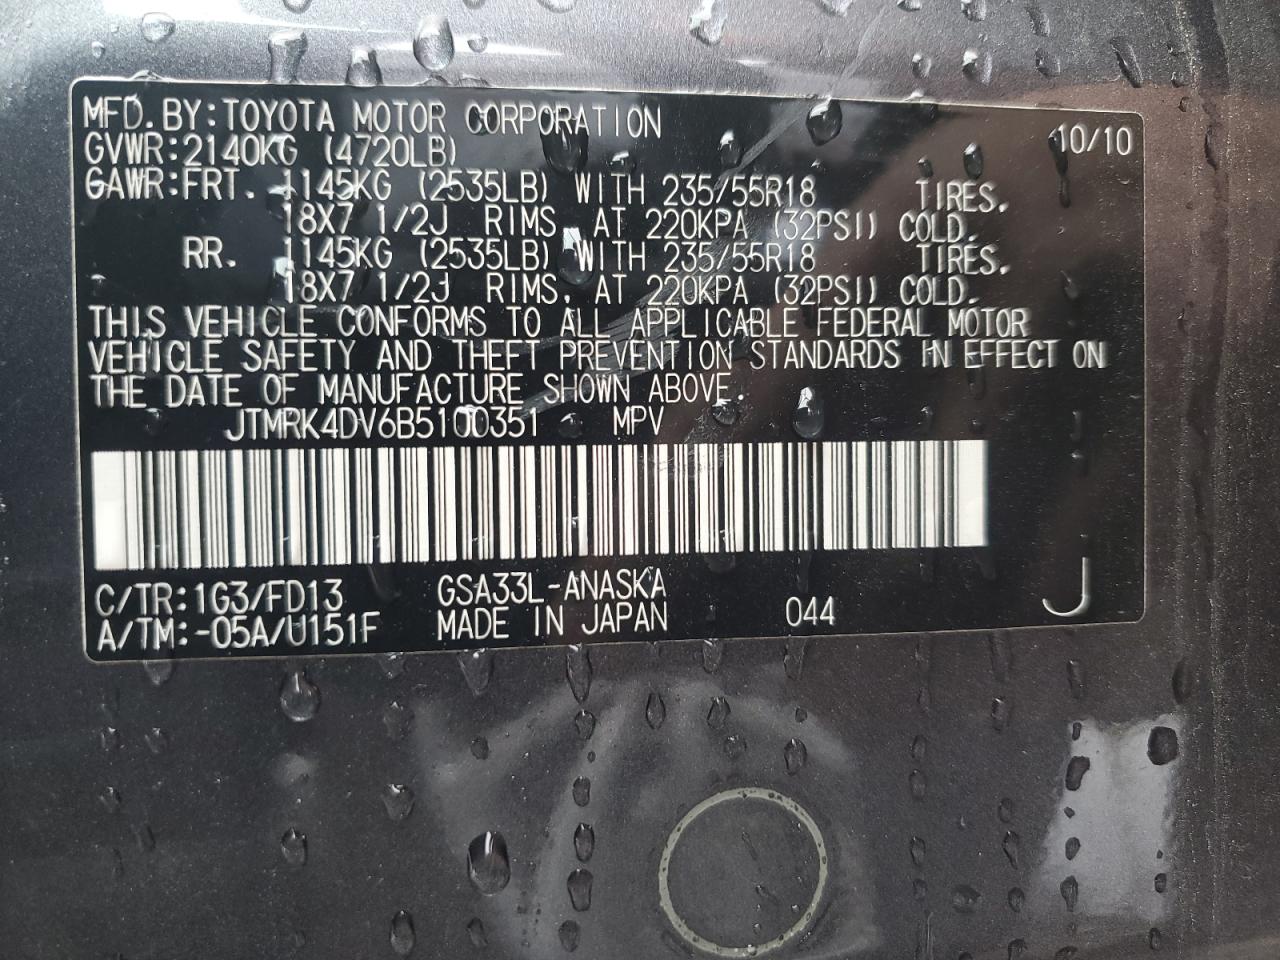 MFD. BY: TOYOTA MOTOR CORPORATION 10/10
GVWR: 2140KG (4720LB)
GAWR: FRT. 1145KG (2535LB) WITH 235/55R18 TIRES,
18X7 1/2J RIMS, AT 220KPA (32PSI) COLD.
RR. 1145KG (2535LB) WITH 235/55R18 TIRES,
18X7 1/2J RIMS, AT 220KPA (32PSI) COLD.
THIS VEHICLE CONFORMS TO ALL APPLICABLE FEDERAL MOTOR
VEHICLE SAFETY AND THEFT PREVENTION STANDARDS IN EFFECT ON
THE DATE OF MANUFACTURE SHOWN ABOVE.
JTMRK4DV6B5100351 MPV
C/TR: 1G3/FD13 GSA33L-ANASKA
A/TM: -05A/U151F MADE IN JAPAN 044 J